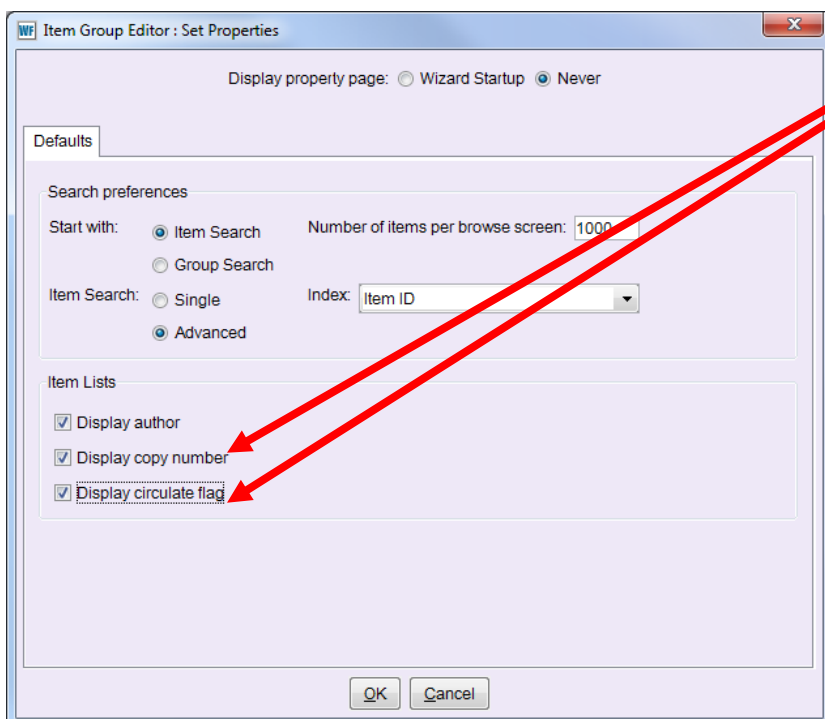 WF Item Group Editor : Set Properties
Display property page: Wizard Startup Never
Defaults
Search preferences
Start with: Item Search Number of items per browse screen: 1000
Group Search
Item Search: Single Index: Item ID
Advanced
Item Lists
Display author
Display copy number
Display circulate flag
OK Cancel